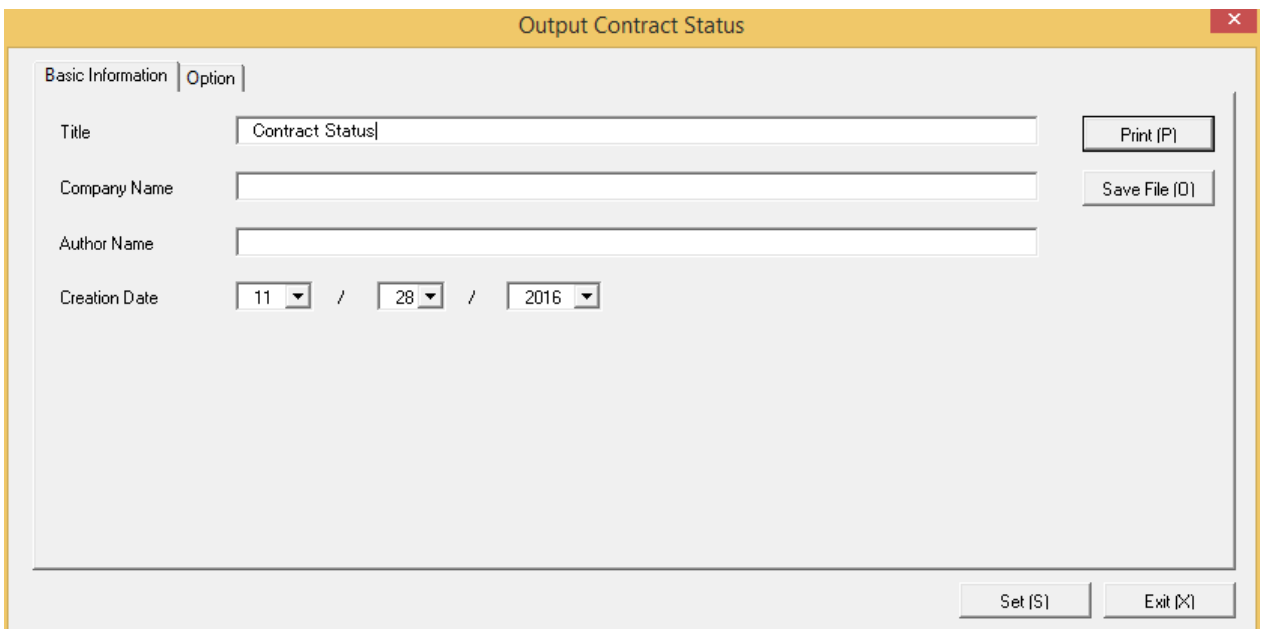 Output Contract Status
Basic Information Option
Title Contract Status Print (P)
Company Name Save File (O)
Author Name
Creation Date 11 / 28 / 2016
Set (S) Exit (X)